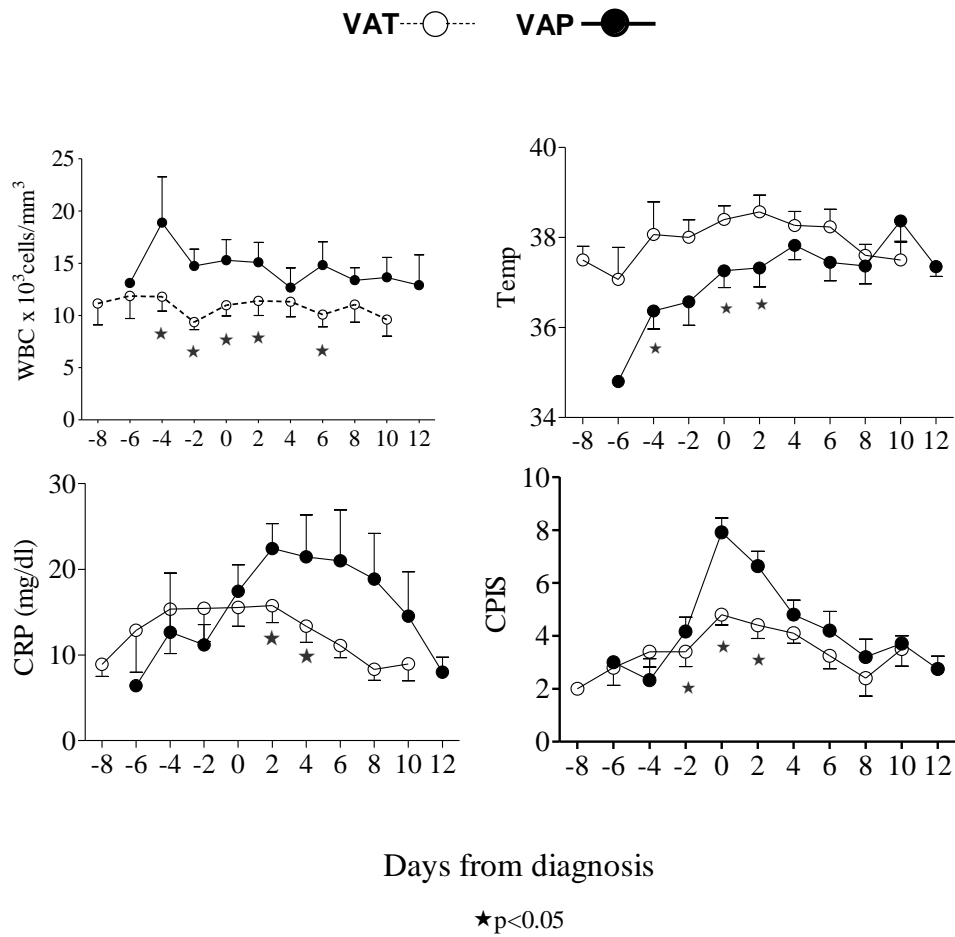 VAT VAP
WBC x 10³cells/mm³
25
20
15
10
5
0
-8 -6 -4 -2 0 2 4 6 8 10 12
Temp
40
38
36
34
-8 -6 -4 -2 0 2 4 6 8 10 12
CRP (mg/dl)
30
20
10
0
-8 -6 -4 -2 0 2 4 6 8 10 12
CPIS
10
8
6
4
2
0
-8 -6 -4 -2 0 2 4 6 8 10 12
Days from diagnosis
★p<0.05